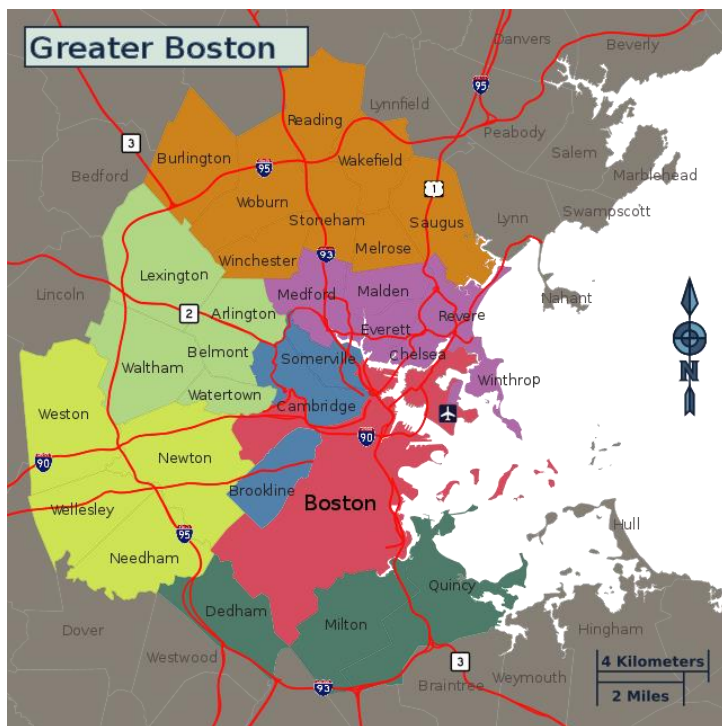 Greater Boston
Danvers
Beverly
95
Lynnfield
Reading
Peabody
3
Burlington
Wakefield
Salem
95
Bedford
Marblehead
1
Woburn
Stoneham
Saugus
Lynn
Swampscott
Melrose
93
Winchester
Lexington
Medford
Malden
Lincoln
Nahant
2
Arlington
Revere
Everett
Belmont
Somerville
Chelsea
Waltham
Winthrop
N
Watertown
Cambridge
Weston
90
Newton
90
Brookline
Boston
Wellesley
Hull
95
Needham
Quincy
Dedham
Milton
Dover
Hingham
Westwood
3
4 Kilometers
Weymouth
Braintree
93
2 Miles